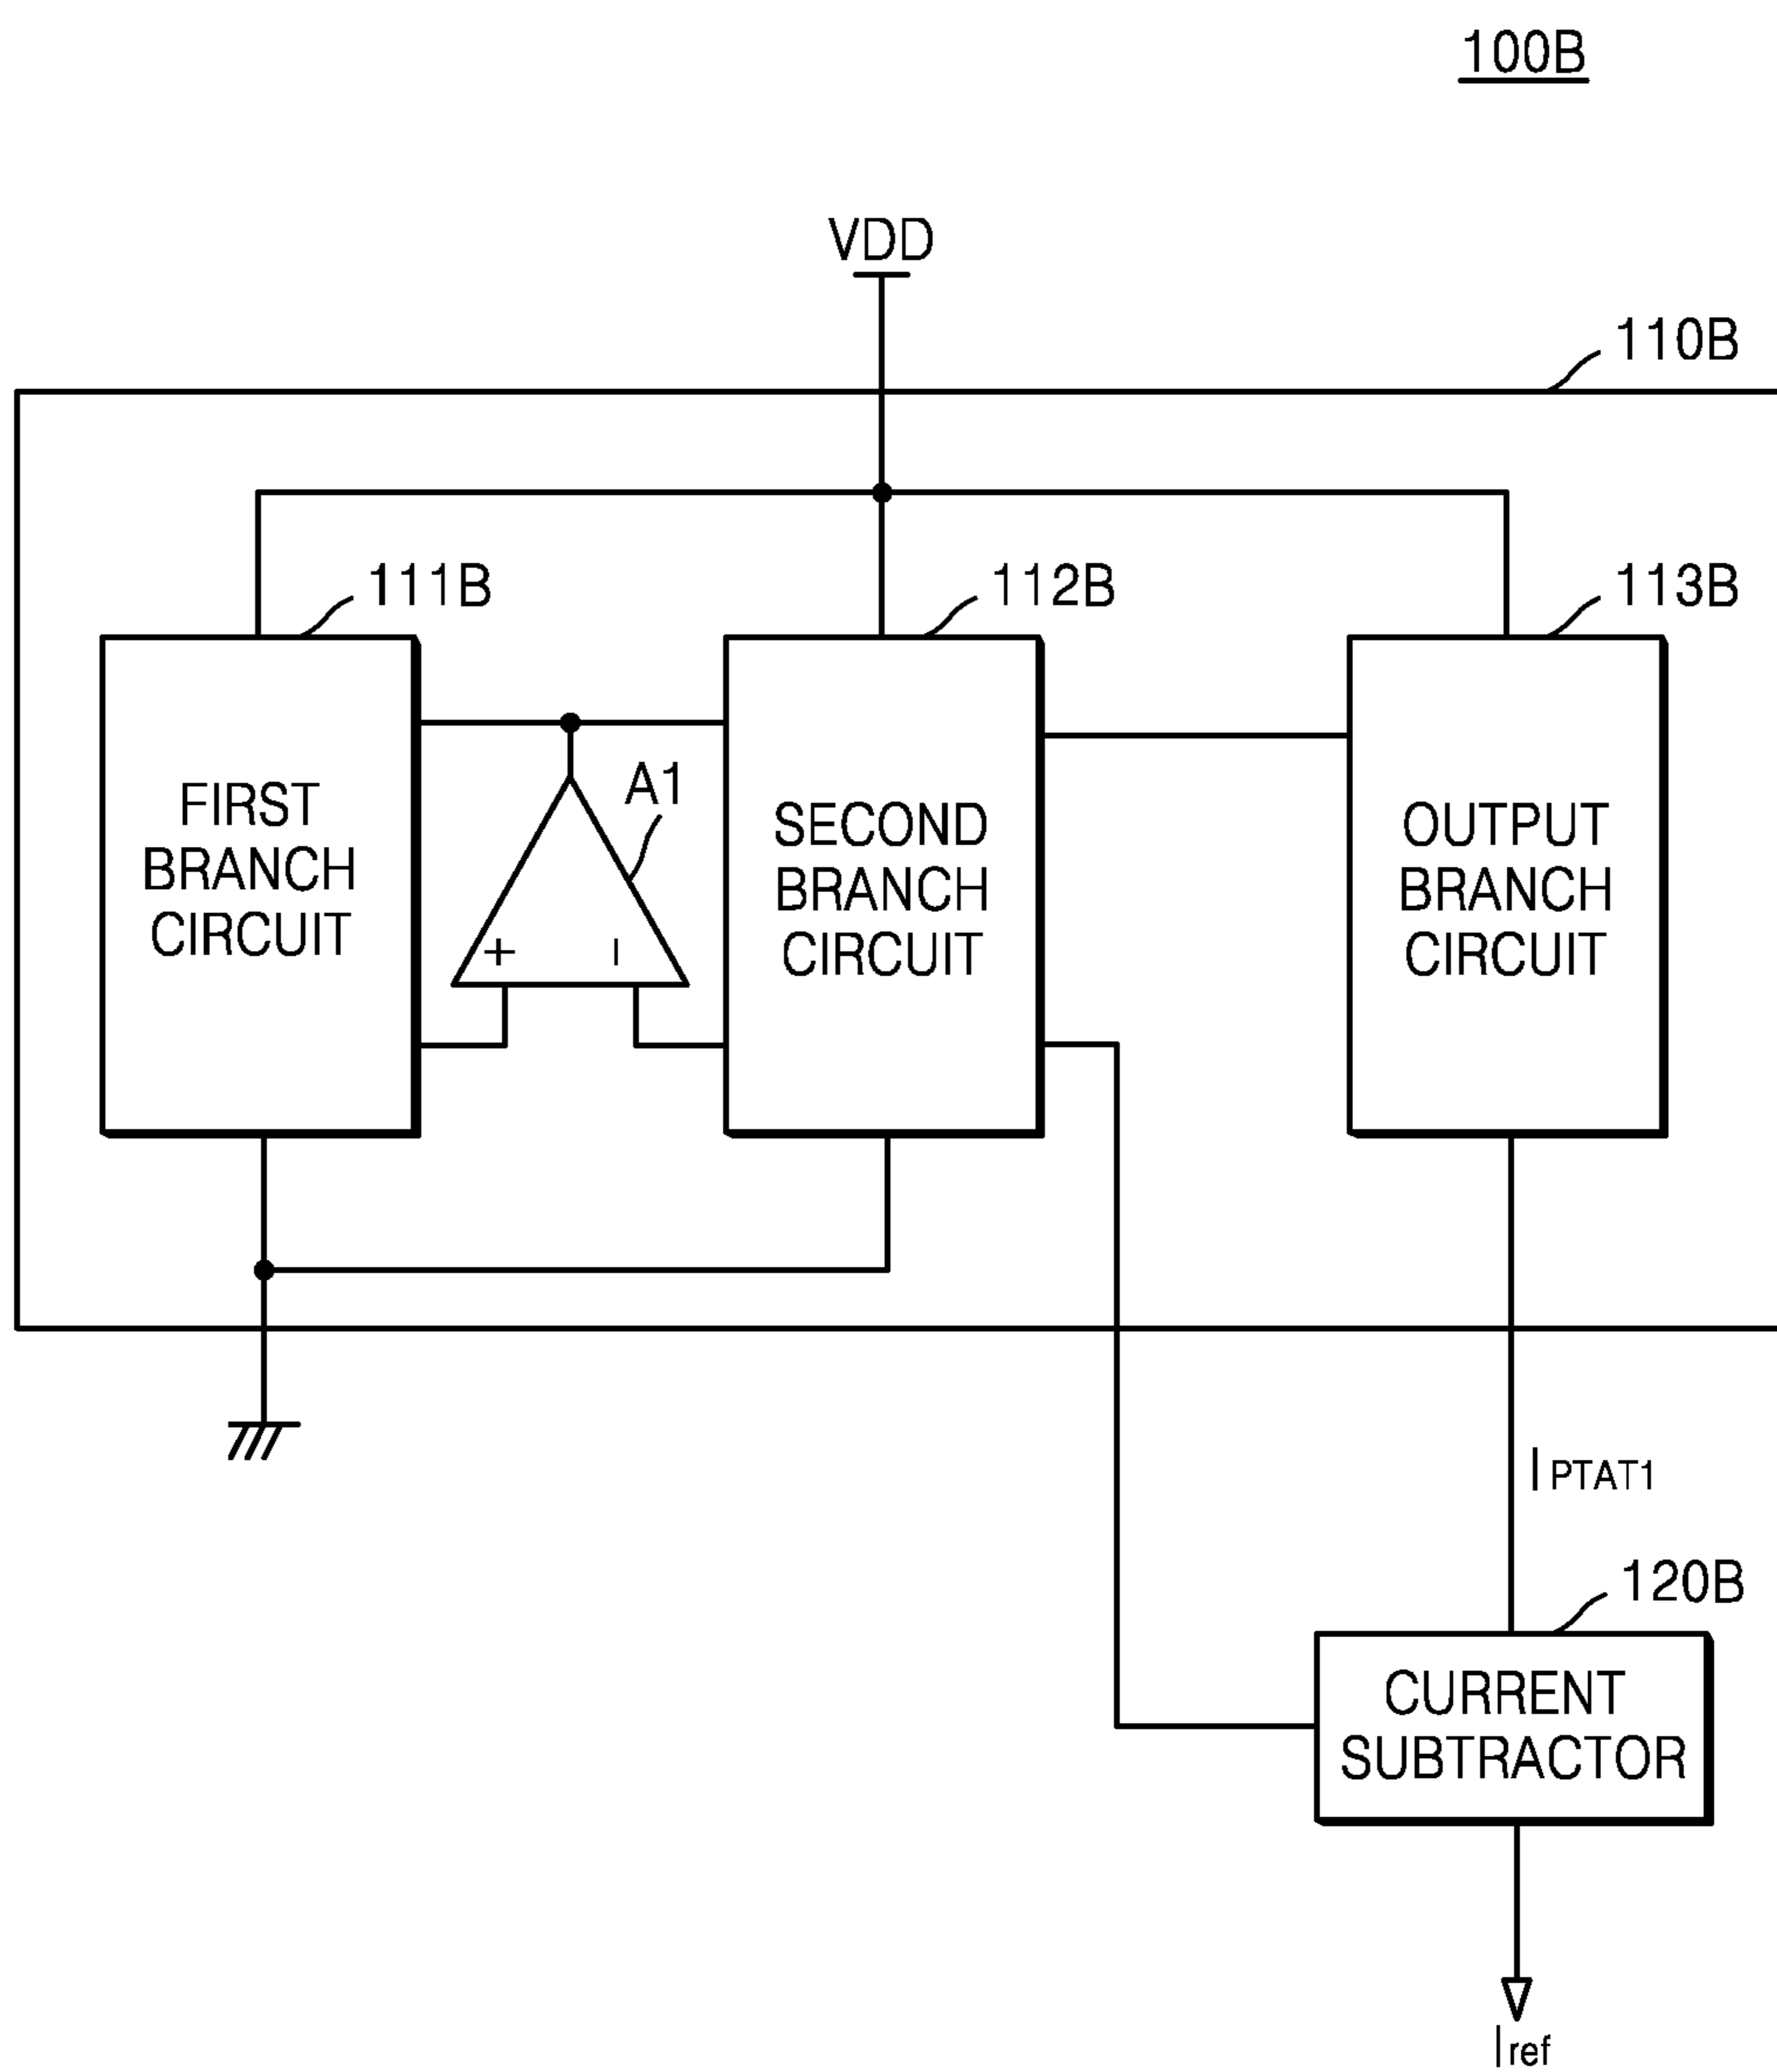 100B
VDD
110B
111B
112B
113B
A1
FIRST
BRANCH
CIRCUIT
+
−
SECOND
BRANCH
CIRCUIT
OUTPUT
BRANCH
CIRCUIT
IPTAT1
120B
CURRENT
SUBTRACTOR
Iref